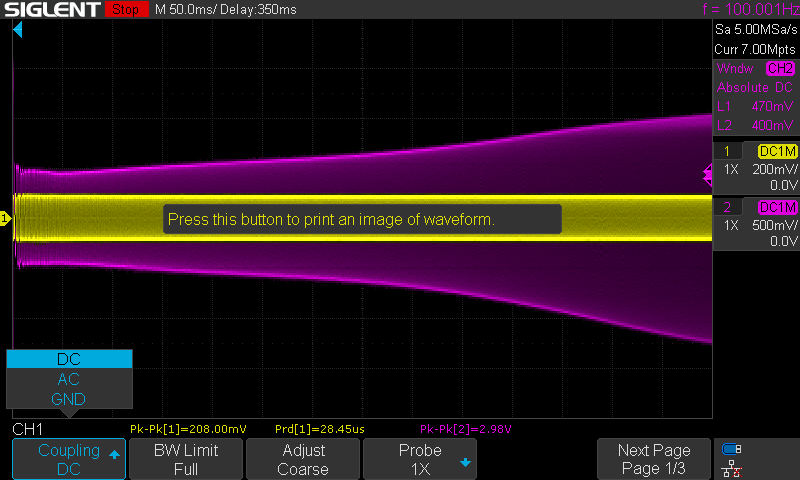 SIGLENT Stop M 50.0ms/ Delay:350ms f = 100.001Hz
Sa 5.00MSa/s
Curr 7.00Mpts
Wndw CH2
Absolute DC
L1 470mV
L2 400mV
1 DC1M
1X 200mV/
0.0V
2 DC1M
1X 500mV/
0.0V
1
Press this button to print an image of waveform.
DC
AC
GND
CH1 Pk-Pk[1]=208.00mV Prd[1]=28.45us Pk-Pk[2]=2.98V
Coupling
DC
BW Limit
Full
Adjust
Coarse
Probe
1X
Next Page
Page 1/3